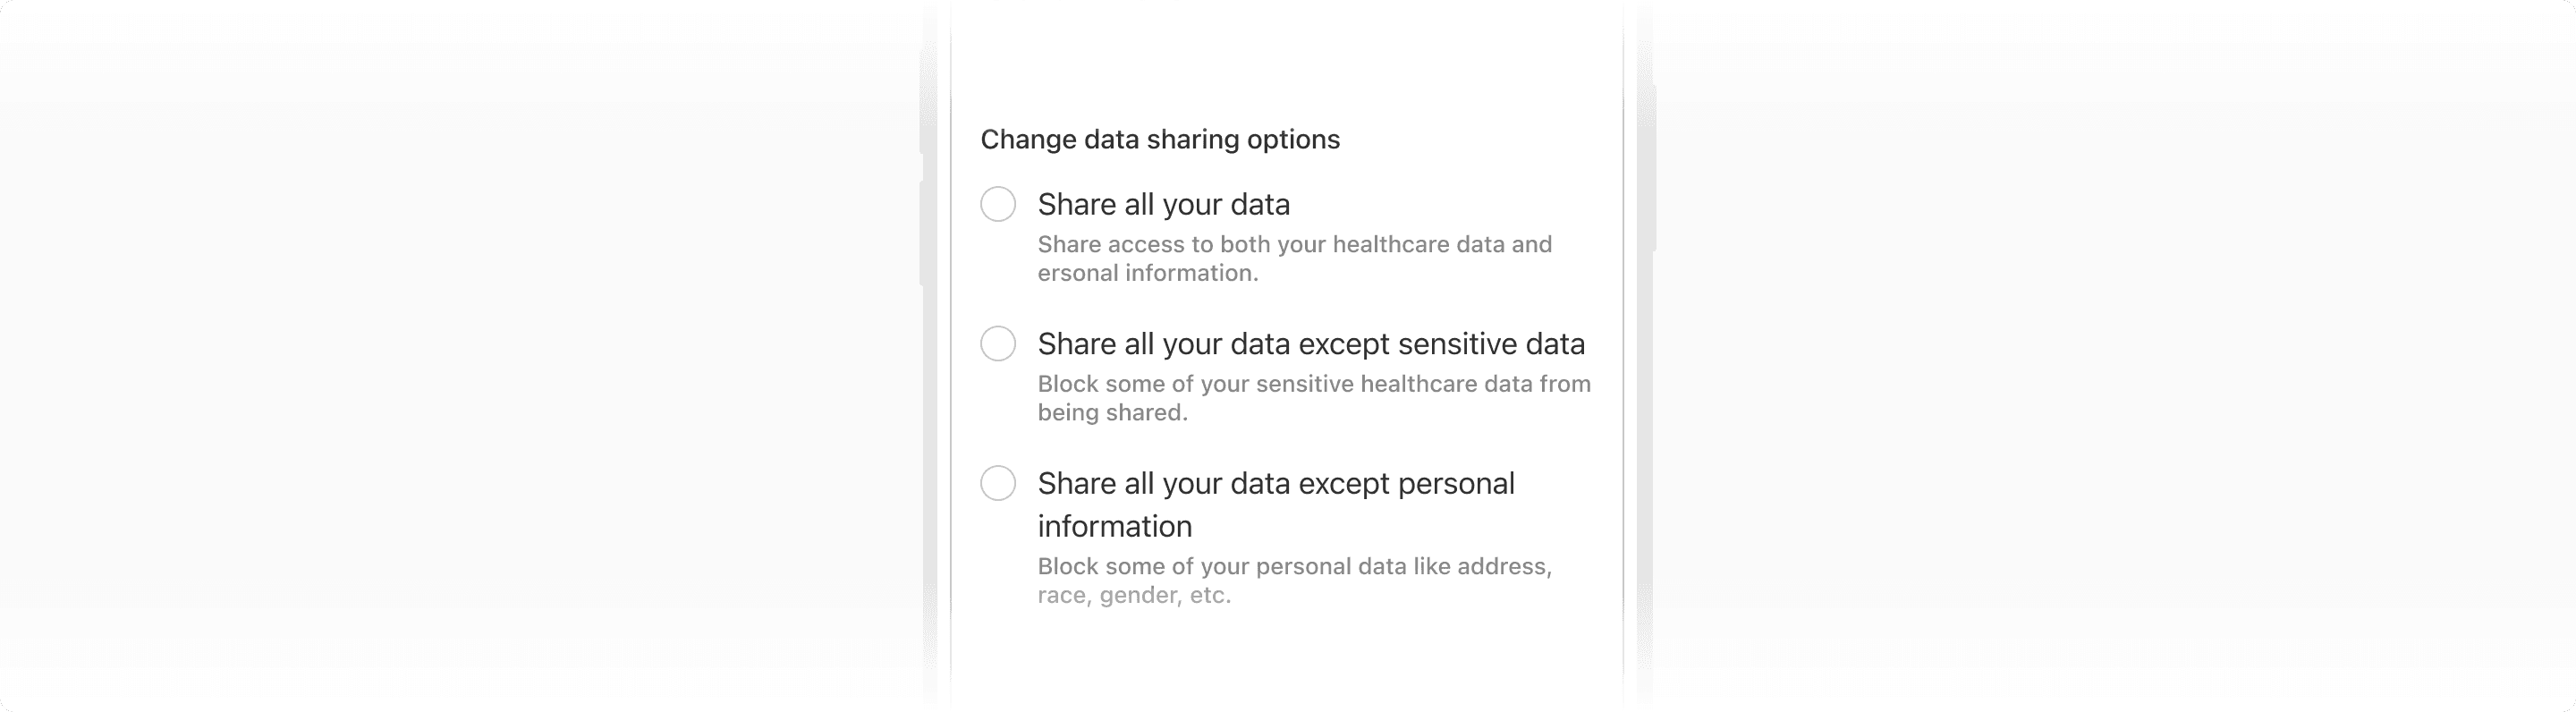 Change data sharing options
Share all your data
Share access to both your healthcare data and
ersonal information.
Share all your data except sensitive data
Block some of your sensitive healthcare data from
being shared.
Share all your data except personal
information
Block some of your personal data like address,
race, gender, etc.